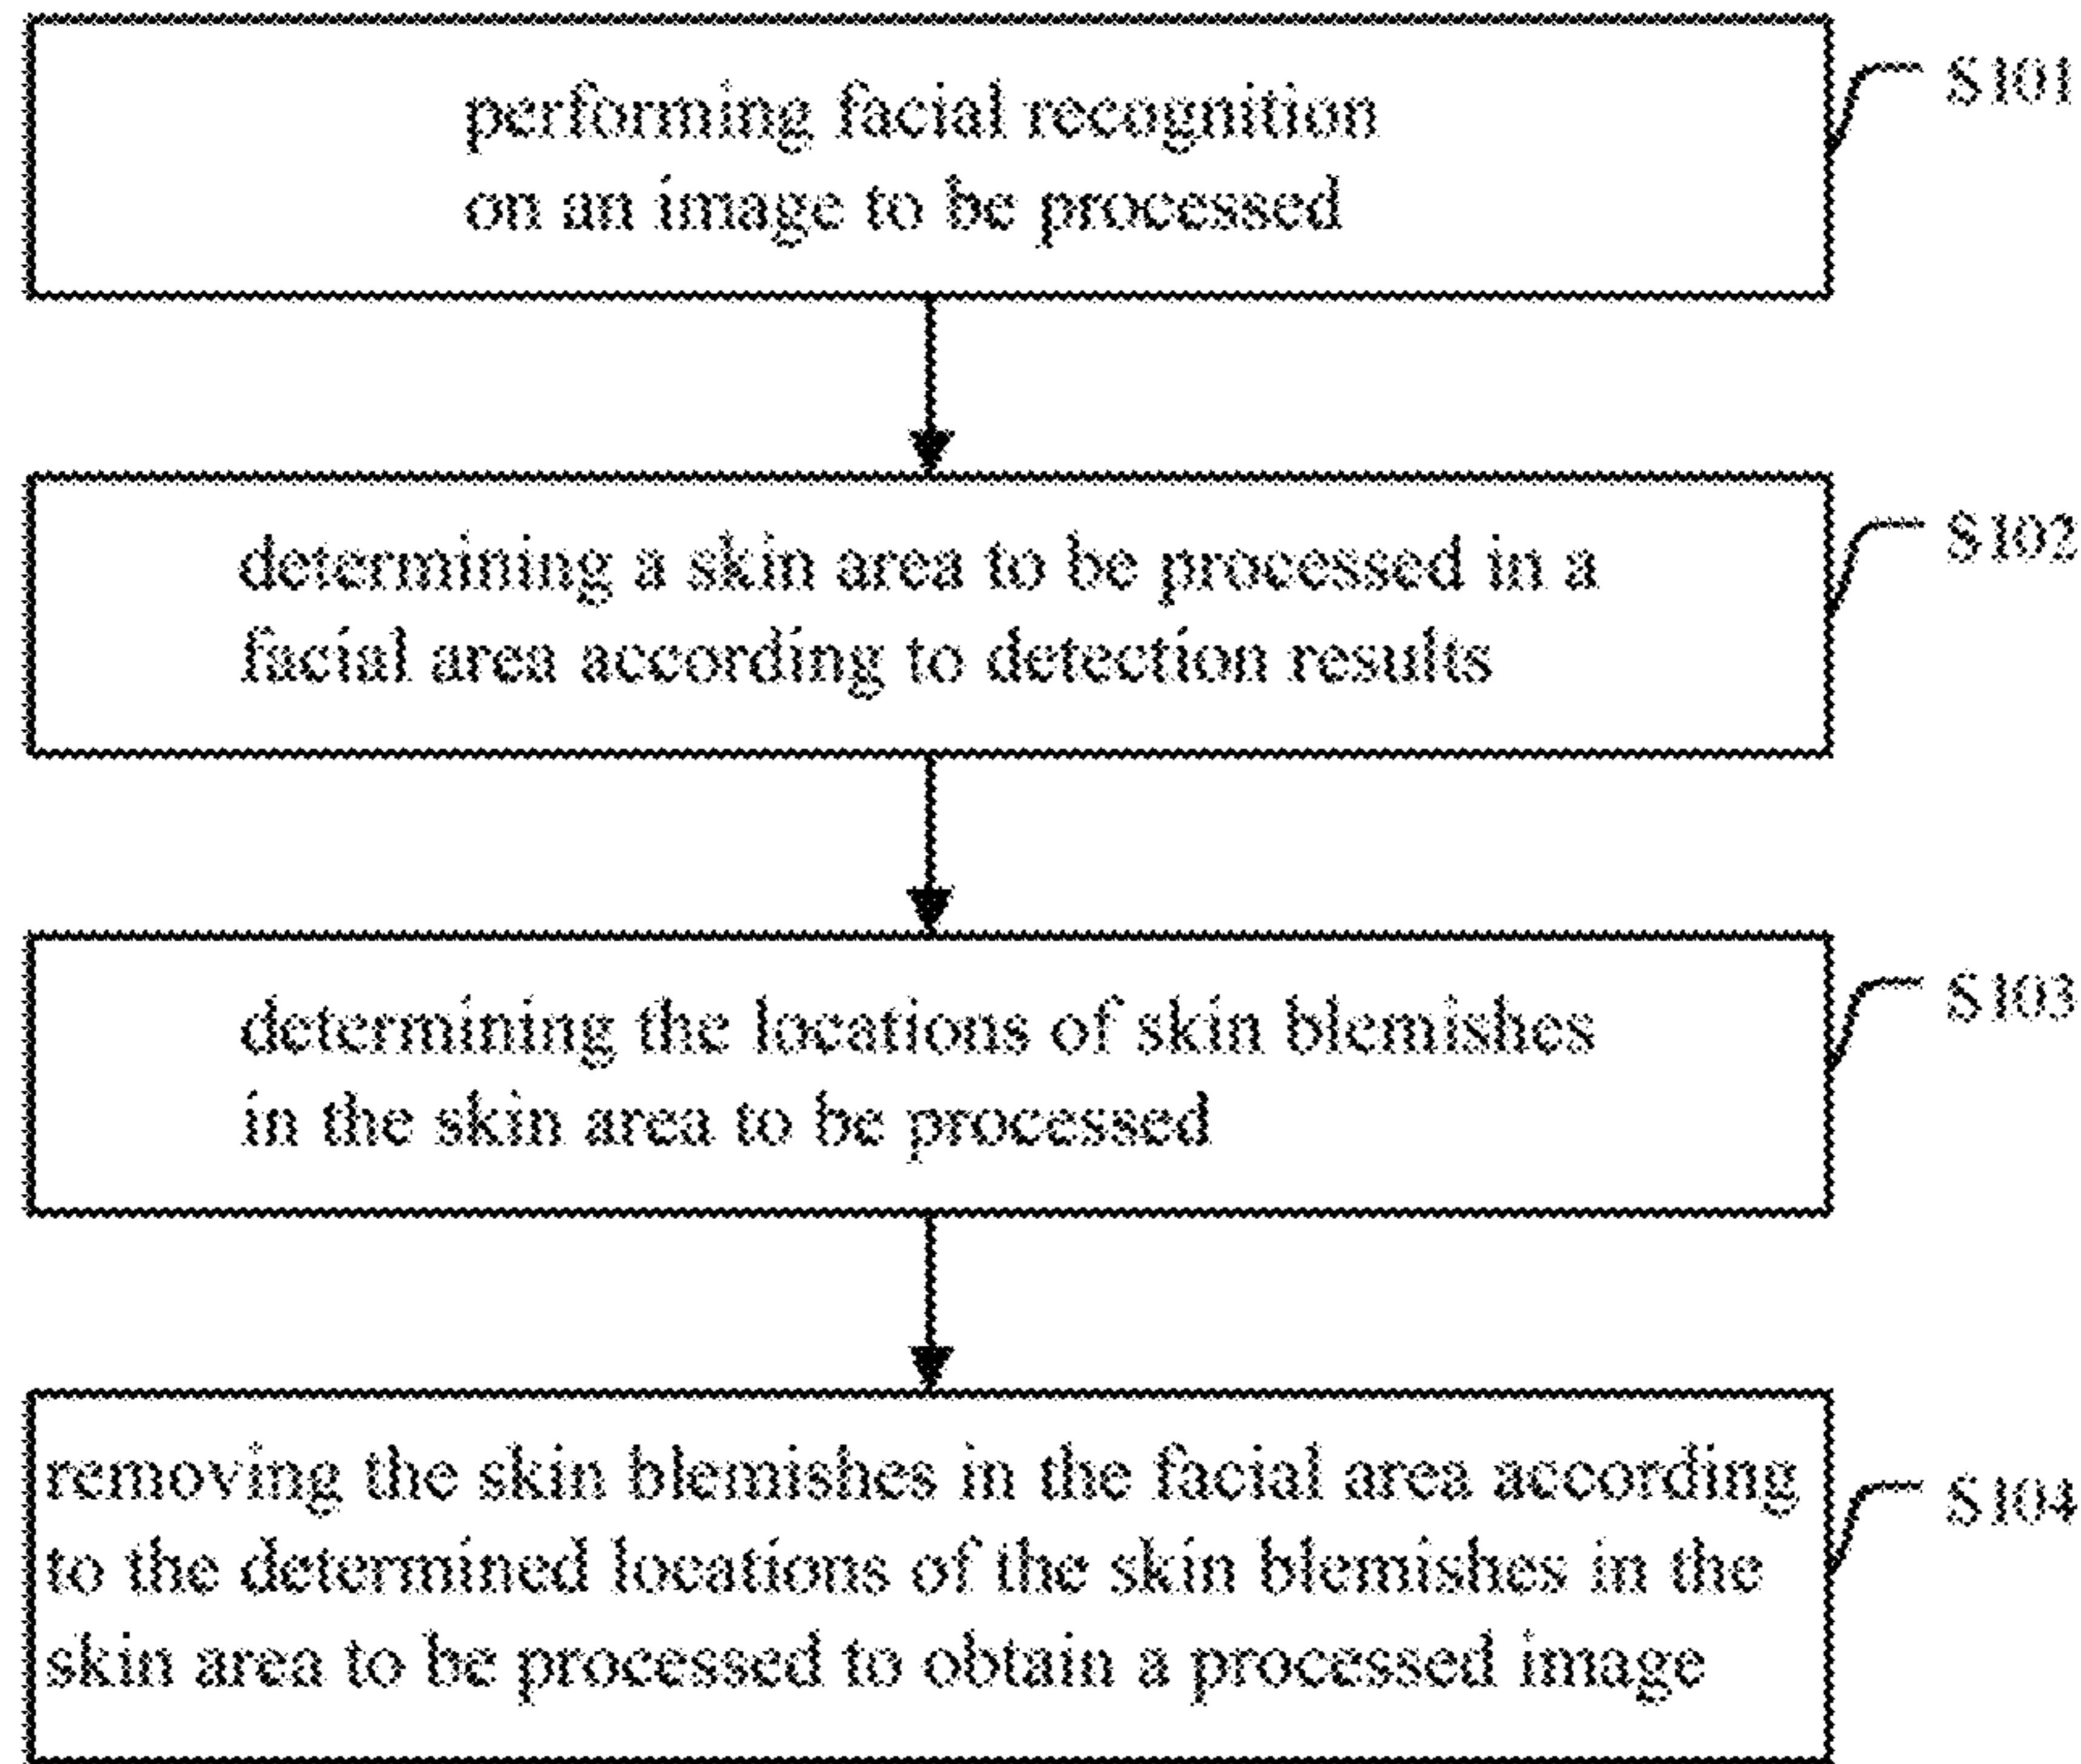 performing facial recognition
on an image to be processed
S101
determining a skin area to be processed in a
facial area according to detection results
S102
determining the locations of skin blemishes
in the skin area to be processed
S103
removing the skin blemishes in the facial area according
to the determined locations of the skin blemishes in the
skin area to be processed to obtain a processed image
S104